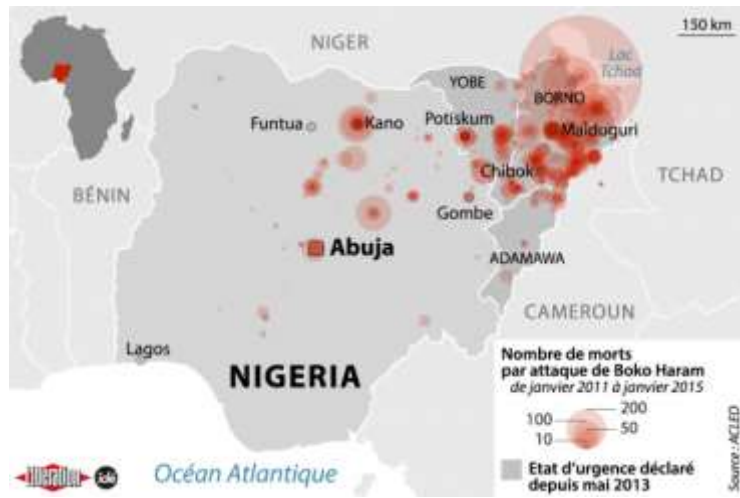 150 km
NIGER
Lac
Tchad
YOBE
BORNO
Funtua
Kano
Potiskum
Maiduguri
BÉNIN
Chibok
TCHAD
Gombe
Abuja
ADAMAWA
CAMEROUN
Lagos
NIGERIA
Nombre de morts
par attaque de Boko Haram
de janvier 2011 à janvier 2015
200
100
50
10
Etat d'urgence déclaré
depuis mai 2013
Source : ACLED
Océan Atlantique